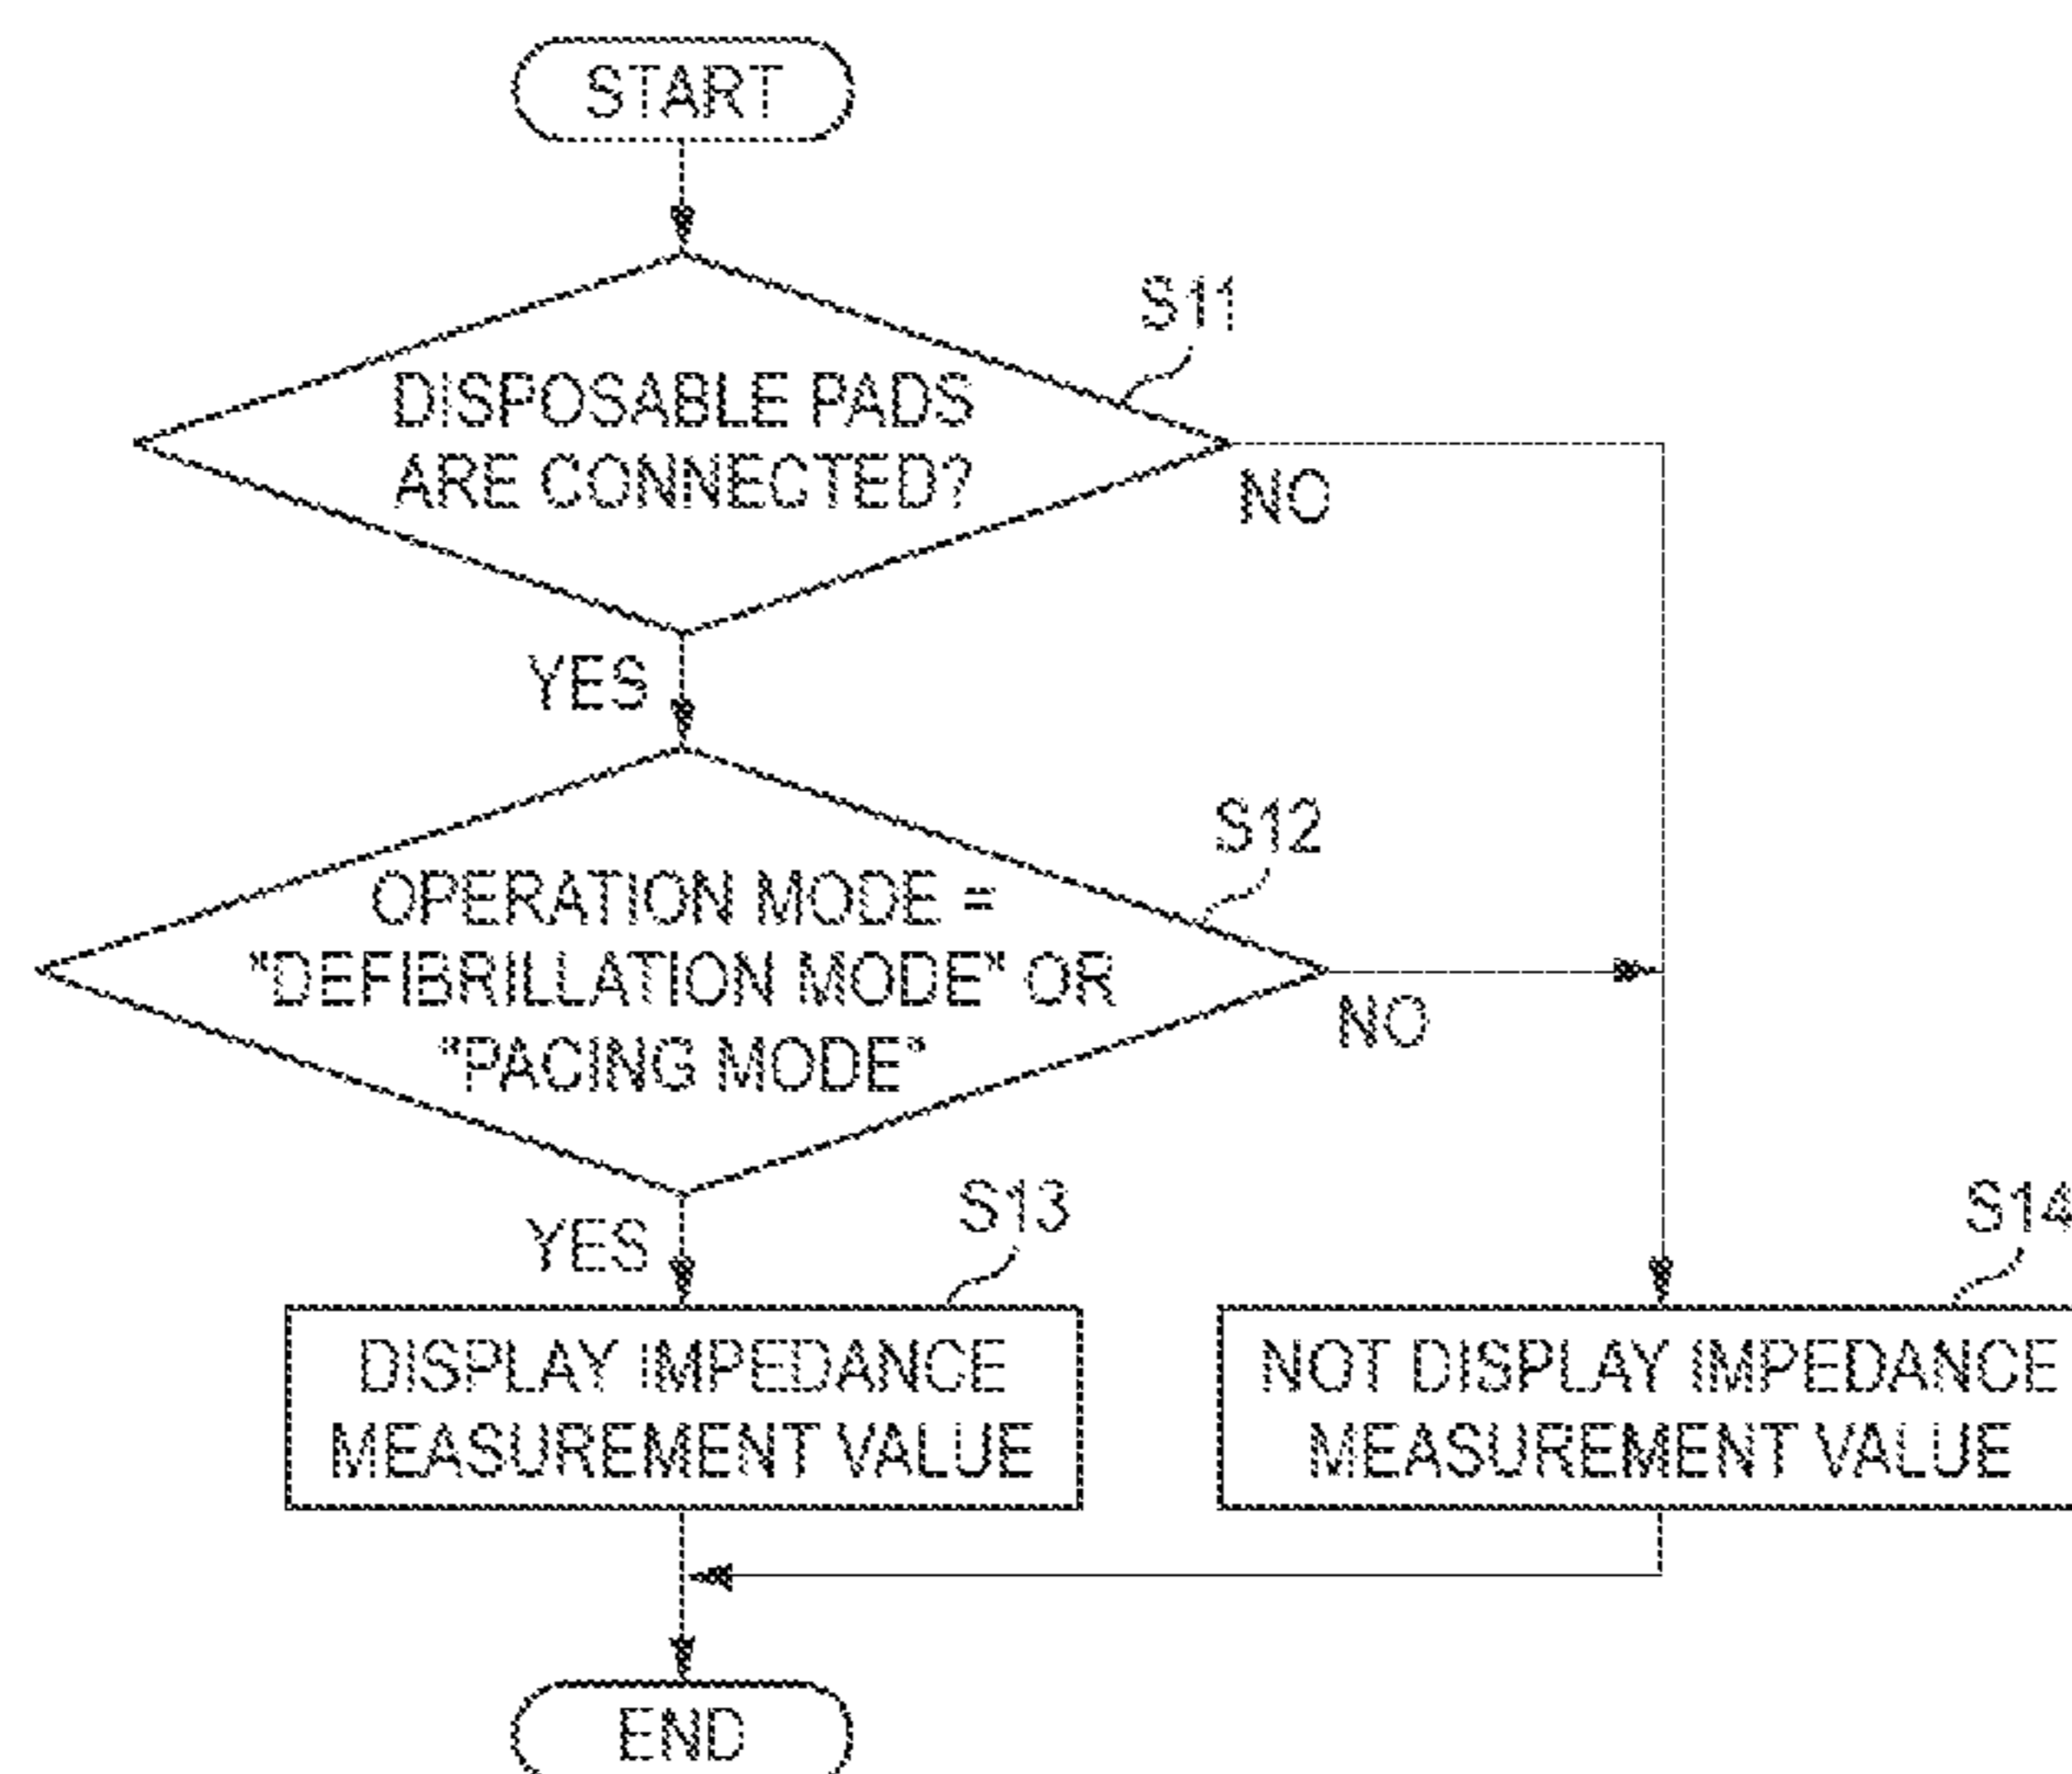 START
S11
DISPOSABLE PADS
ARE CONNECTED?
NO
YES
S12
OPERATION MODE =
"DEFIBRILLATION MODE" OR
"PACING MODE"
NO
YES
S13
S14
DISPLAY IMPEDANCE
MEASUREMENT VALUE
NOT DISPLAY IMPEDANCE
MEASUREMENT VALUE
END